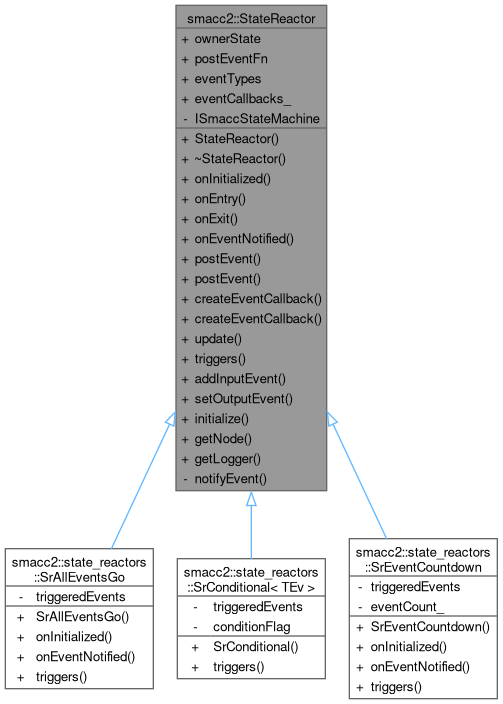 smacc2::StateReactor
+ ownerState
+ postEventFn
+ eventTypes
+ eventCallbacks_
- ISmaccStateMachine
+ StateReactor()
+ ~StateReactor()
+ onInitialized()
+ onEntry()
+ onExit()
+ onEventNotified()
+ postEvent()
+ postEvent()
+ createEventCallback()
+ createEventCallback()
+ update()
+ triggers()
+ addInputEvent()
+ setOutputEvent()
+ initialize()
+ getNode()
+ getLogger()
- notifyEvent()
smacc2::state_reactors
::SrAllEventsGo
- triggeredEvents
+ SrAllEventsGo()
+ onInitialized()
+ onEventNotified()
+ triggers()
smacc2::state_reactors
::SrConditional< TEv >
- triggeredEvents
- conditionFlag
+ SrConditional()
+ triggers()
smacc2::state_reactors
::SrEventCountdown
- triggeredEvents
- eventCount_
+ SrEventCountdown()
+ onInitialized()
+ onEventNotified()
+ triggers()